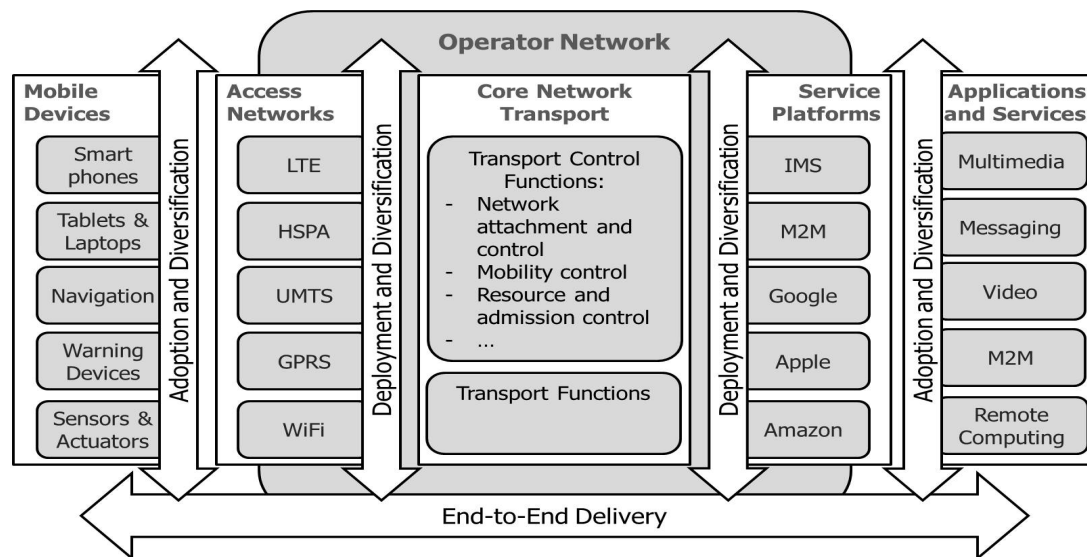 Operator Network
Mobile
Devices
Smart
phones
Tablets &
Laptops
Navigation
Warning
Devices
Sensors &
Actuators
Adoption and Diversification
Access
Networks
LTE
HSPA
UMTS
GPRS
WiFi
Deployment and Diversification
Core Network
Transport
Transport Control
Functions:
- Network
attachment and
control
- Mobility control
- Resource and
admission control
- ...
Transport Functions
Deployment and Diversification
Service
Platforms
IMS
M2M
Google
Apple
Amazon
Adoption and Diversification
Applications
and Services
Multimedia
Messaging
Video
M2M
Remote
Computing
End-to-End Delivery